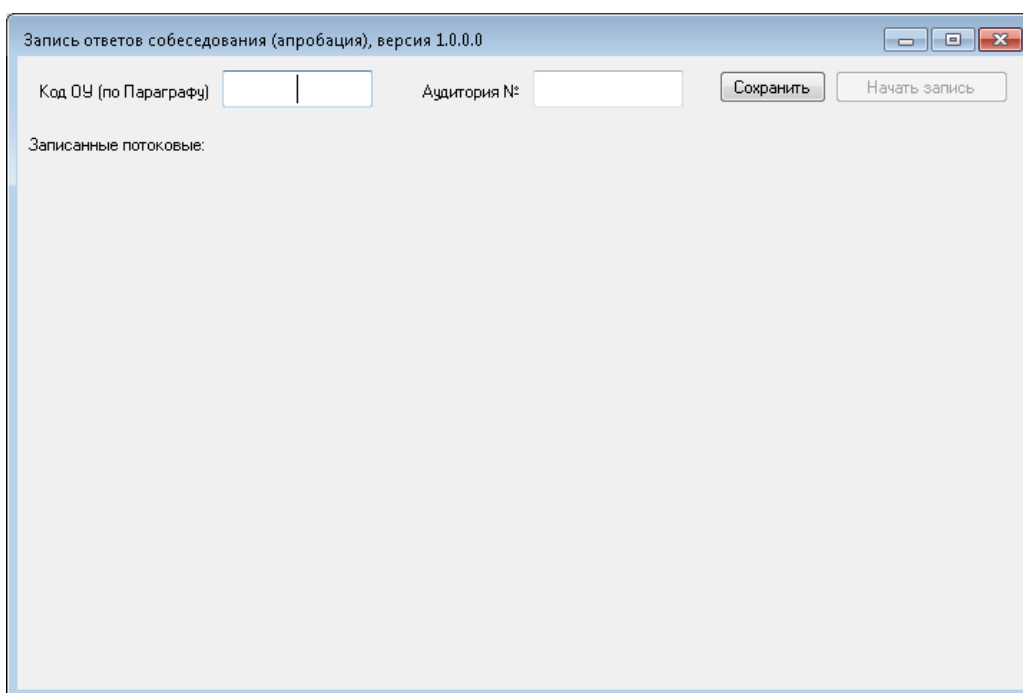 Запись ответов собеседования (апробация), версия 1.0.0.0
Код ОУ (по Параграфу) Аудитория № Сохранить Начать запись
Записанные потоковые: